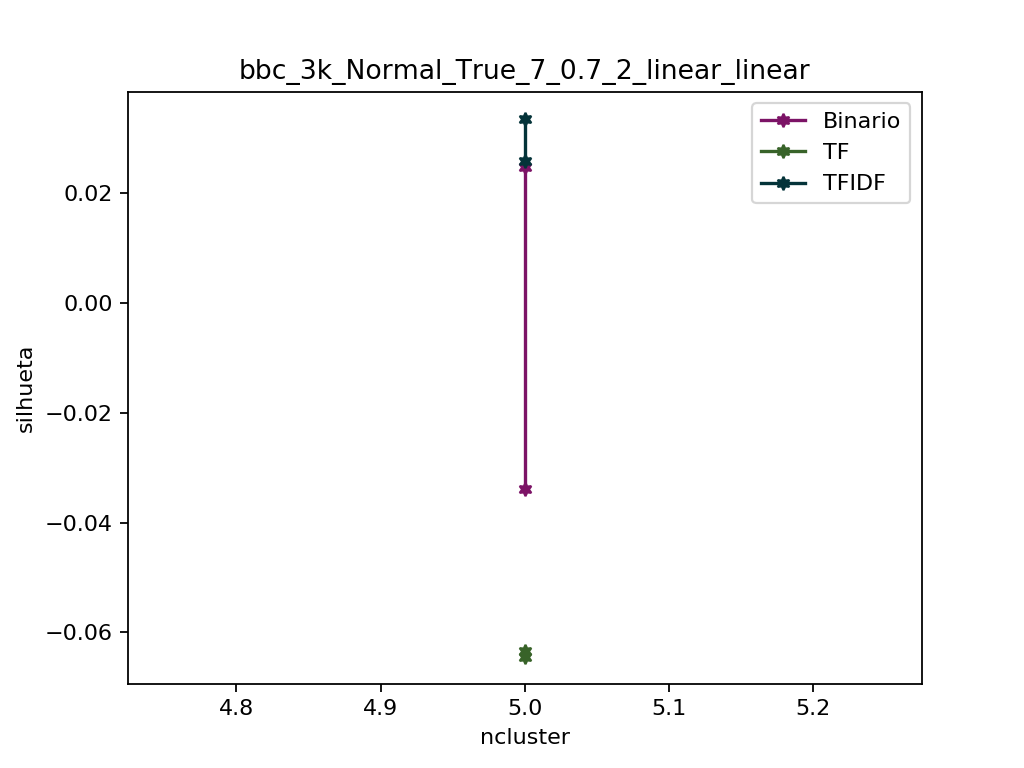 bbc_3k_Normal_True_7_0.7_2_linear_linear
Binario
TF
TFIDF
silhueta
0.02
0.00
−0.02
−0.04
−0.06
4.8
4.9
5.0
5.1
5.2
ncluster